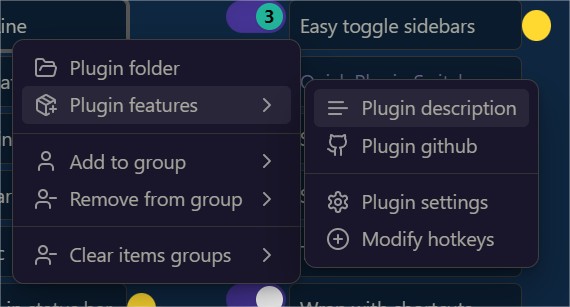 ine
3
Easy toggle sidebars
Plugin folder
Plugin features
Plugin description
Plugin github
Add to group
Remove from group
Plugin settings
Modify hotkeys
Clear items groups